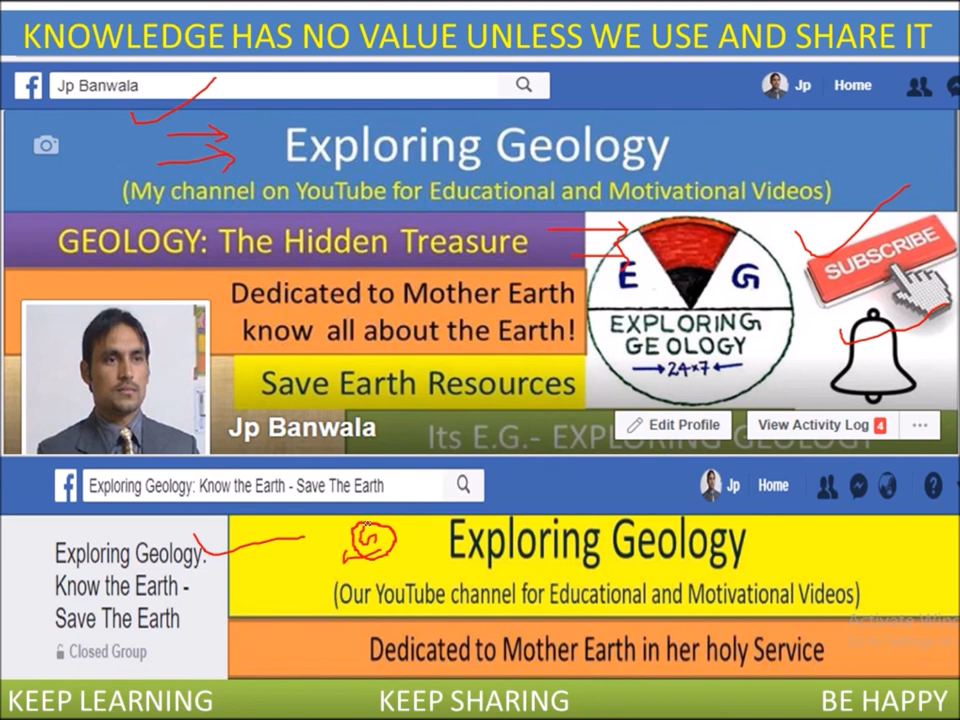 KNOWLEDGE HAS NO VALUE UNLESS WE USE AND SHARE IT
f Jp Banwala Jp Home
Exploring Geology
(My channel on YouTube for Educational and Motivational Videos)
GEOLOGY: The Hidden Treasure
SUBSCRIBE
E G
Dedicated to Mother Earth
know all about the Earth!
EXPLORING
GEOLOGY
24x7
Save Earth Resources
Jp Banwala
Edit Profile View Activity Log 4 ...
Its E.G.- EXPLORING GEOLOGY
f Exploring Geology: Know the Earth - Save The Earth Jp Home ?
Exploring Geology:
Know the Earth -
Save The Earth
Closed Group
Exploring Geology
(Our YouTube channel for Educational and Motivational Videos)
Dedicated to Mother Earth in her holy Service
KEEP LEARNING KEEP SHARING BE HAPPY